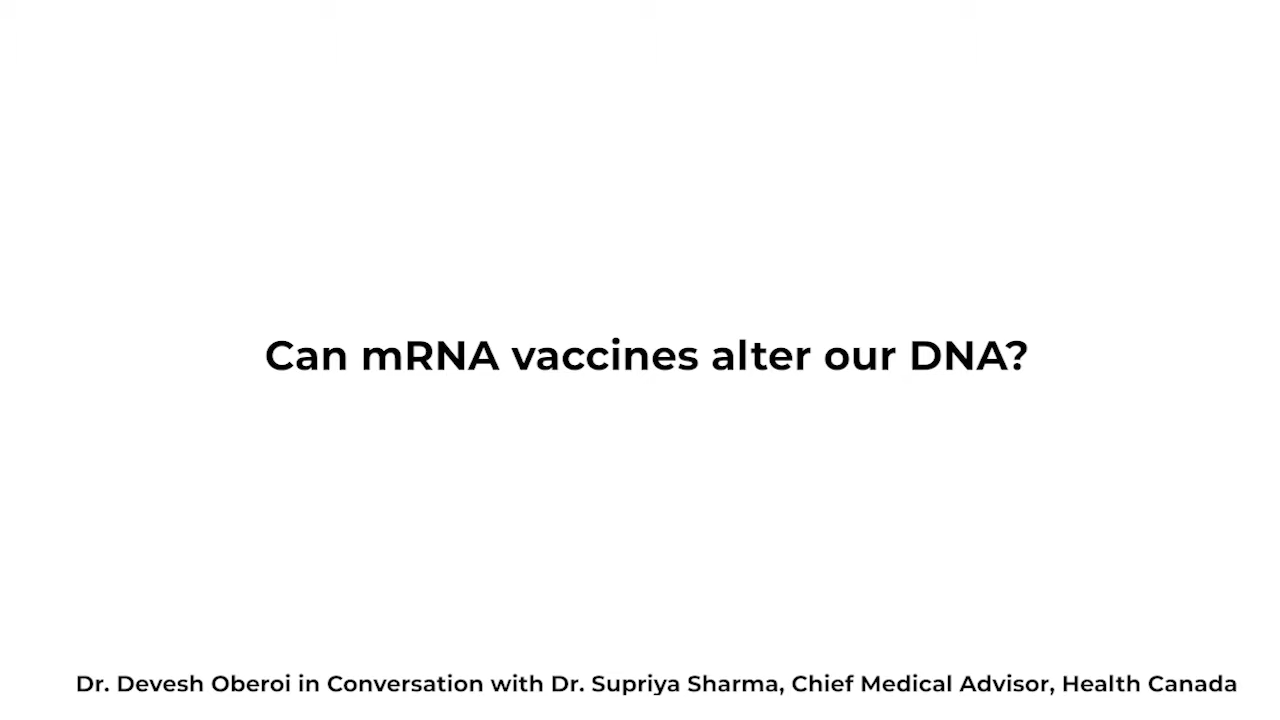 Can mRNA vaccines alter our DNA?
Dr. Devesh Oberoi in Conversation with Dr. Supriya Sharma, Chief Medical Advisor, Health Canada